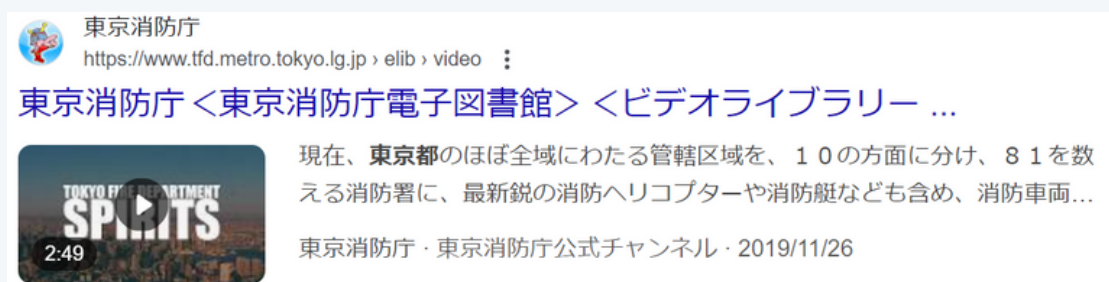 東京消防庁
https://www.tfd.metro.tokyo.lg.jp › elib › video
東京消防庁＜東京消防庁電子図書館＞＜ビデオライブラリー ...
現在、東京都のほぼ全域にわたる管轄区域を、１０の方面に分け、８１を数
える消防署に、最新鋭の消防ヘリコプターや消防艇なども含め、消防車両...
TOKYO FIRE DEPARTMENT
SPIRITS
2:49
東京消防庁 · 東京消防庁公式チャンネル · 2019/11/26